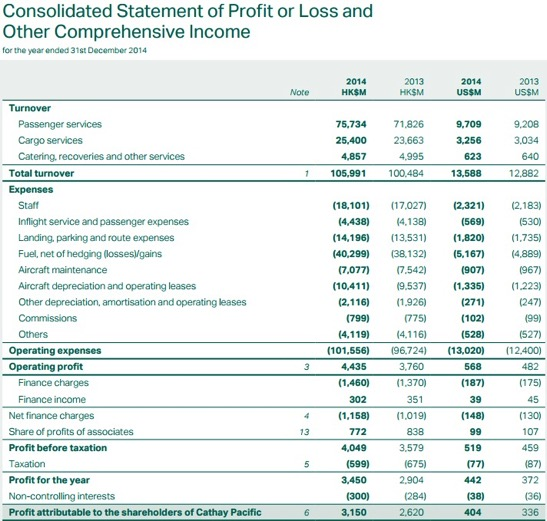 Consolidated Statement of Profit or Loss and
Other Comprehensive Income
for the year ended 31st December 2014
2014 2013 2014 2013
Note HK$M HK$M US$M US$M
Turnover
Passenger services 75,734 71,826 9,709 9,208
Cargo services 25,400 23,663 3,256 3,034
Catering, recoveries and other services 4,857 4,995 623 640
Total turnover 1 105,991 100,484 13,588 12,882
Expenses
Staff (18,101) (17,027) (2,321) (2,183)
Inflight service and passenger expenses (4,438) (4,138) (569) (530)
Landing, parking and route expenses (14,196) (13,531) (1,820) (1,735)
Fuel, net of hedging (losses)/gains (40,299) (38,132) (5,167) (4,889)
Aircraft maintenance (7,077) (7,542) (907) (967)
Aircraft depreciation and operating leases (10,411) (9,537) (1,335) (1,223)
Other depreciation, amortisation and operating leases (2,116) (1,926) (271) (247)
Commissions (799) (775) (102) (99)
Others (4,119) (4,116) (528) (527)
Operating expenses (101,556) (96,724) (13,020) (12,400)
Operating profit 3 4,435 3,760 568 482
Finance charges (1,460) (1,370) (187) (175)
Finance income 302 351 39 45
Net finance charges 4 (1,158) (1,019) (148) (130)
Share of profits of associates 13 772 838 99 107
Profit before taxation 4,049 3,579 519 459
Taxation 5 (599) (675) (77) (87)
Profit for the year 3,450 2,904 442 372
Non-controlling interests (300) (284) (38) (36)
Profit attributable to the shareholders of Cathay Pacific 6 3,150 2,620 404 336